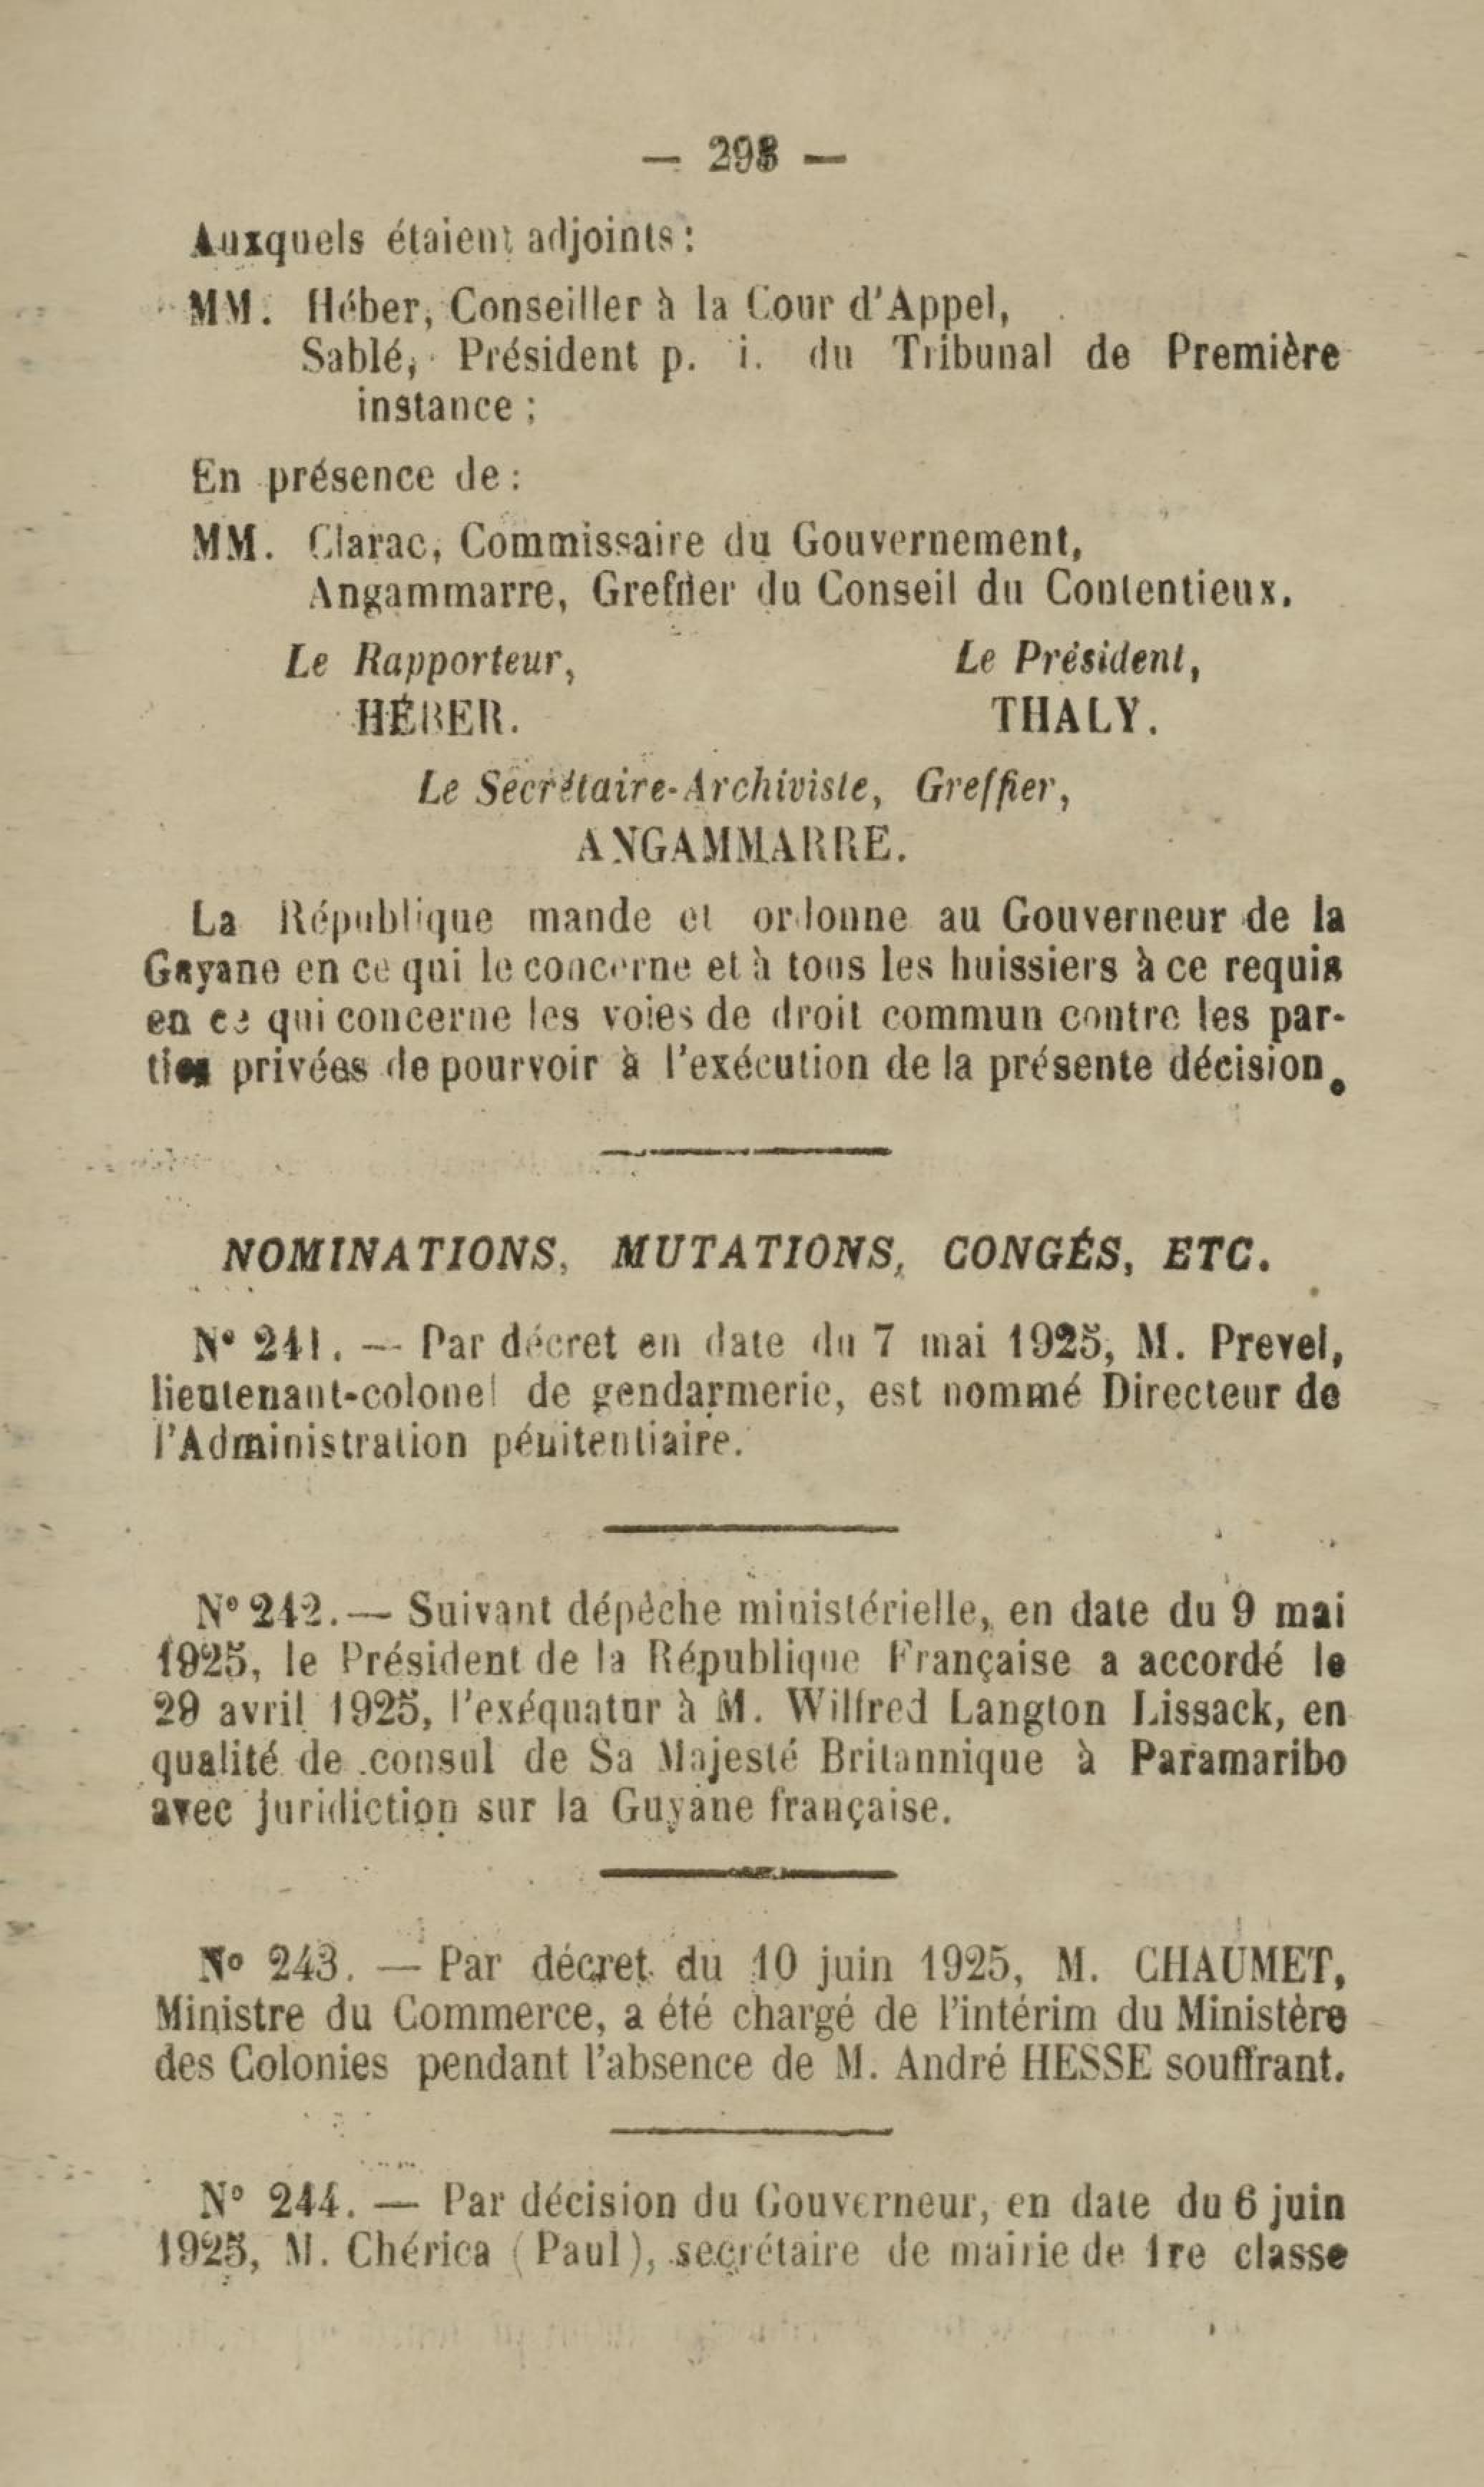 — 298 —
Auxquels étaient adjoints :
MM. Héber, Conseiller à la Cour d'Appel,
Sablé, Président p. i. du Tribunal de Première
instance ;
En présence de :
MM. Clarac, Commissaire du Gouvernement,
Angammarre, Greffier du Conseil du Contentieux.
Le Rapporteur, Le Président,
HÉBER. THALY.
Le Secrétaire-Archiviste, Greffier,
ANGAMMARRE.
La République mande et ordonne au Gouverneur de la
Guyane en ce qui le concerne et à tous les huissiers à ce requis
en ce qui concerne les voies de droit commun contre les par-
ties privées de pourvoir à l'exécution de la présente décision.
NOMINATIONS, MUTATIONS, CONGÉS, ETC.
N° 241. — Par décret en date du 7 mai 1925, M. Prevel,
lieutenant-colonel de gendarmerie, est nommé Directeur de
l'Administration pénitentiaire.
N° 242. — Suivant dépêche ministérielle, en date du 9 mai
1925, le Président de la République Française a accordé le
29 avril 1925, l'exéquatur à M. Wilfred Langton Lissack, en
qualité de consul de Sa Majesté Britannique à Paramaribo
avec juridiction sur la Guyane française.
No 243. — Par décret du 10 juin 1925, M. CHAUMET,
Ministre du Commerce, a été chargé de l'intérim du Ministère
des Colonies pendant l'absence de M. André HESSE souffrant.
N° 244. — Par décision du Gouverneur, en date du 6 juin
1925, M. Chérica (Paul), secrétaire de mairie de 1re classe